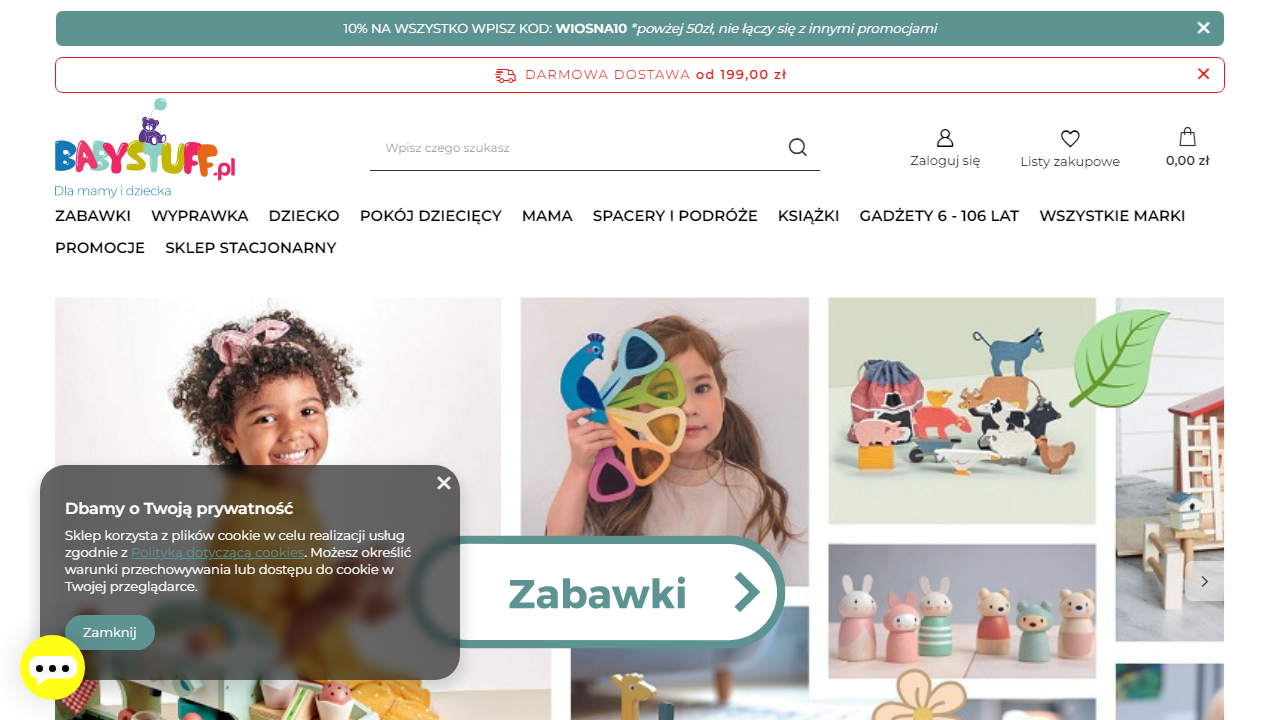 10% NA WSZYSTKO WPISZ KOD: WIOSNA10 *powżej 50zł, nie łączy się z innymi promocjami
DARMOWA DOSTAWA od 199,00 zł
BABYSTUFF.pl
Dla mamy i dziecka
Wpisz czego szukasz
Zaloguj się
Listy zakupowe
0,00 zł
ZABAWKI WYPRAWKA DZIECKO POKÓJ DZIECIĘCY MAMA SPACERY I PODRÓŻE KSIĄŻKI GADŻETY 6 - 106 LAT WSZYSTKIE MARKI
PROMOCJE SKLEP STACJONARNY
Zabawki
Dbamy o Twoją prywatność
Sklep korzysta z plików cookie w celu realizacji usług
zgodnie z Polityką dotyczącą cookies. Możesz określić
warunki przechowywania lub dostępu do cookie w
Twojej przeglądarce.
Zamknij